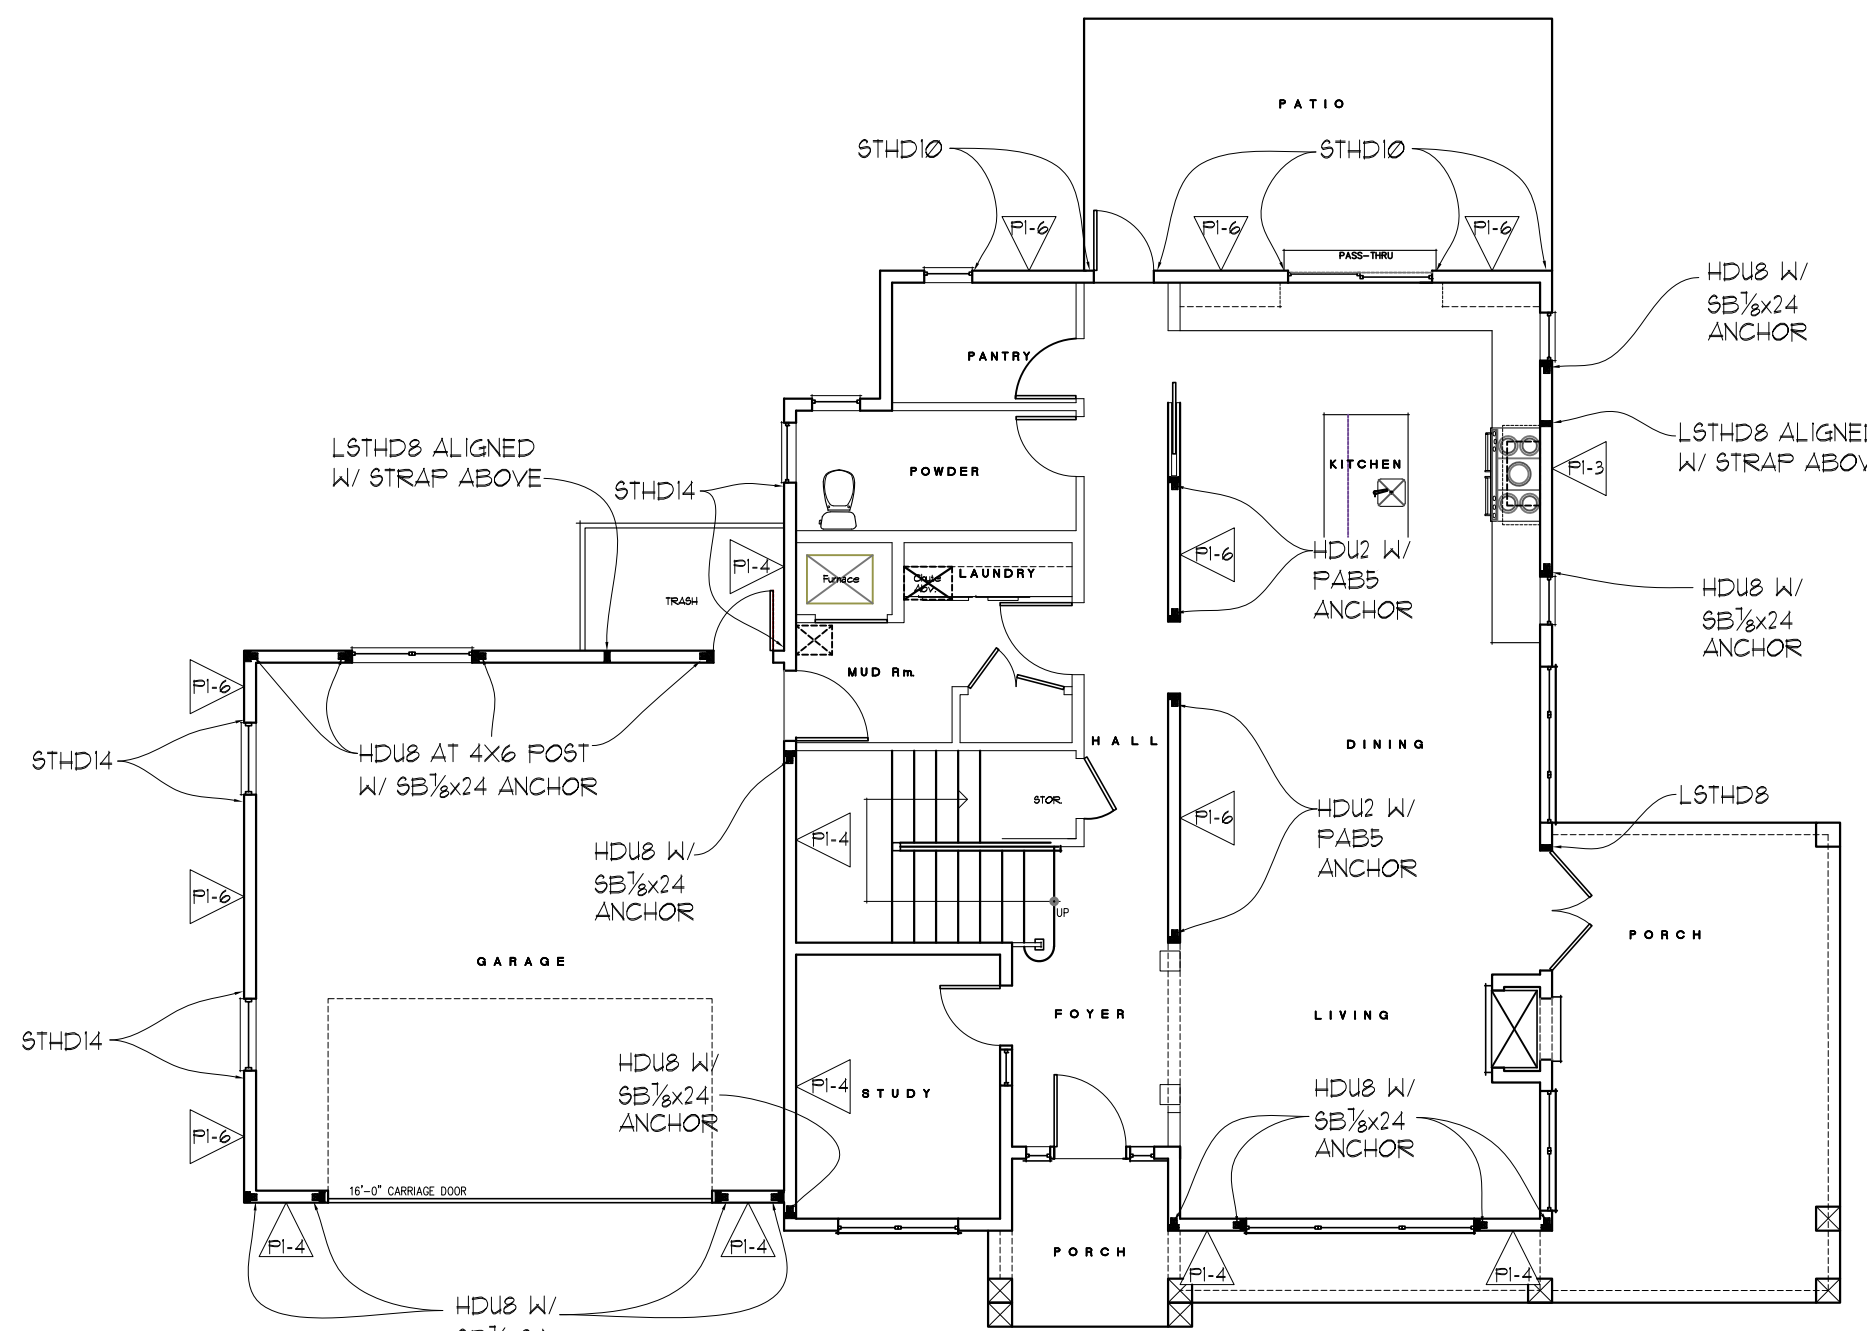 PATIO
STHD10
STHD10
P1-6
P1-6
P1-6
PASS-THRU
HDU8 W/
SB7/8x24
ANCHOR
PANTRY
LSTHD8 ALIGNED
W/ STRAP ABOVE
STHD14
POWDER
KITCHEN
P1-3
LSTHD8 ALIGNED
W/ STRAP ABOV
P1-4
Furnace
Chute
Abv.
LAUNDRY
P1-6
HDU2 W/
PAB5
ANCHOR
TRASH
HDU8 W/
SB7/8x24
ANCHOR
P1-6
MUD Rm.
STHD14
HDU8 AT 4X6 POST
W/ SB7/8x24 ANCHOR
HALL
DINING
STOR.
P1-4
P1-6
HDU2 W/
PAB5
ANCHOR
LSTHD8
HDU8 W/
SB7/8x24
ANCHOR
P1-6
UP
GARAGE
PORCH
STHD14
FOYER
LIVING
HDU8 W/
SB7/8x24
ANCHOR
P1-4
STUDY
HDU8 W/
SB7/8x24
ANCHOR
P1-6
16'-0" CARRIAGE DOOR
P1-4
P1-4
PORCH
P1-4
P1-4
HDU8 W/